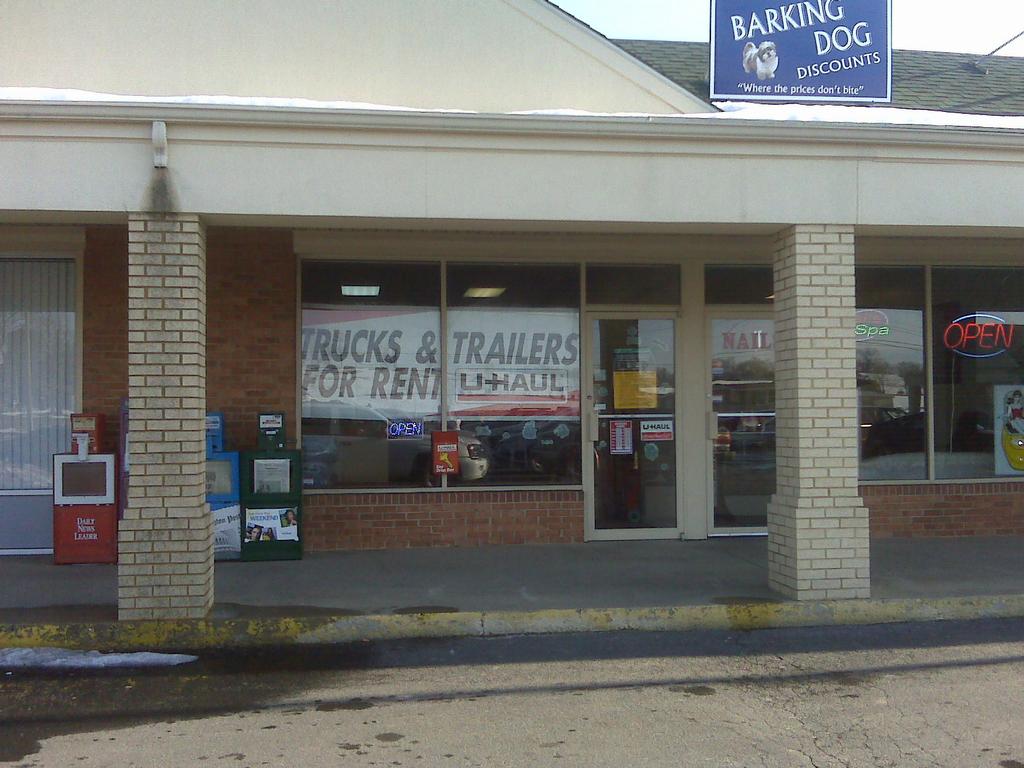 BARKING
DOG
DISCOUNTS
"Where the prices don't bite"
TRUCKS & TRAILERS
FOR RENT U-HAUL
OPEN
U-HAUL
NAIL
Spa
OPEN
DAILY
NEWS
LEADER
WEEKEND